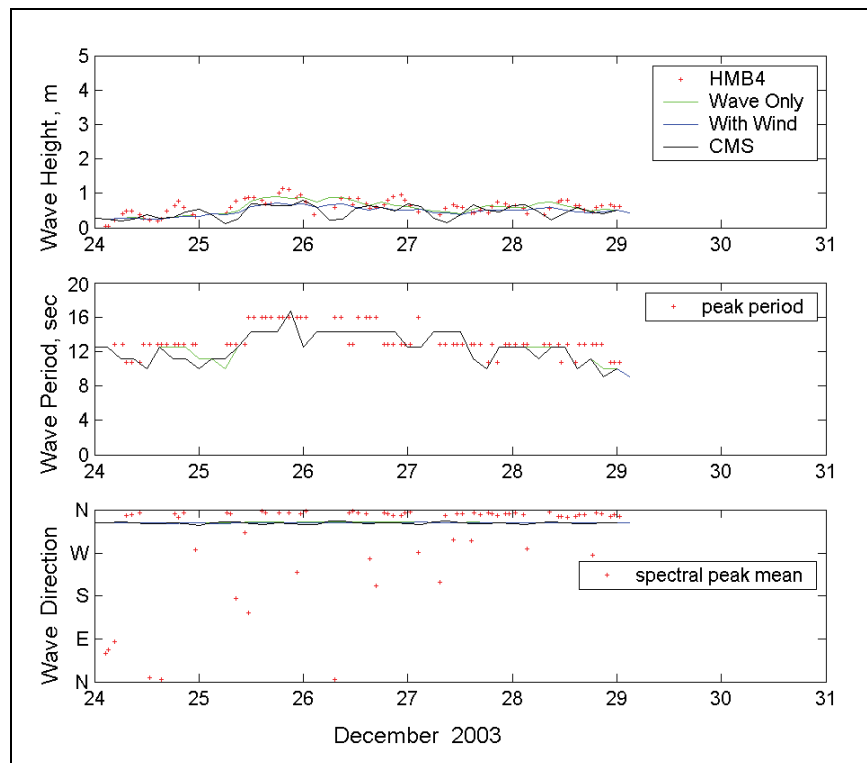 5
4
3
2
1
0
Wave Height, m
HMB4
Wave Only
With Wind
CMS
24 25 26 27 28 29 30 31
20
16
12
8
4
0
Wave Period, sec
peak period
24 25 26 27 28 29 30 31
N
W
S
E
N
Wave Direction
spectral peak mean
24 25 26 27 28 29 30 31
December 2003